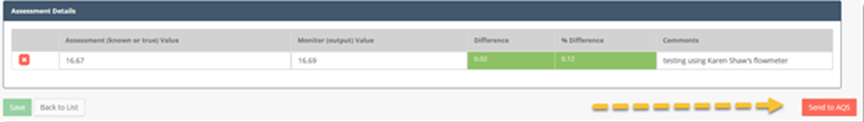 Assessment Details
Assessment (known or true) Value Monitor (output) Value Difference % Difference Comments
16.67 16.69 0.02 0.12 testing using Karen Shaw's flowmeter
Save Back to List Send to AQS